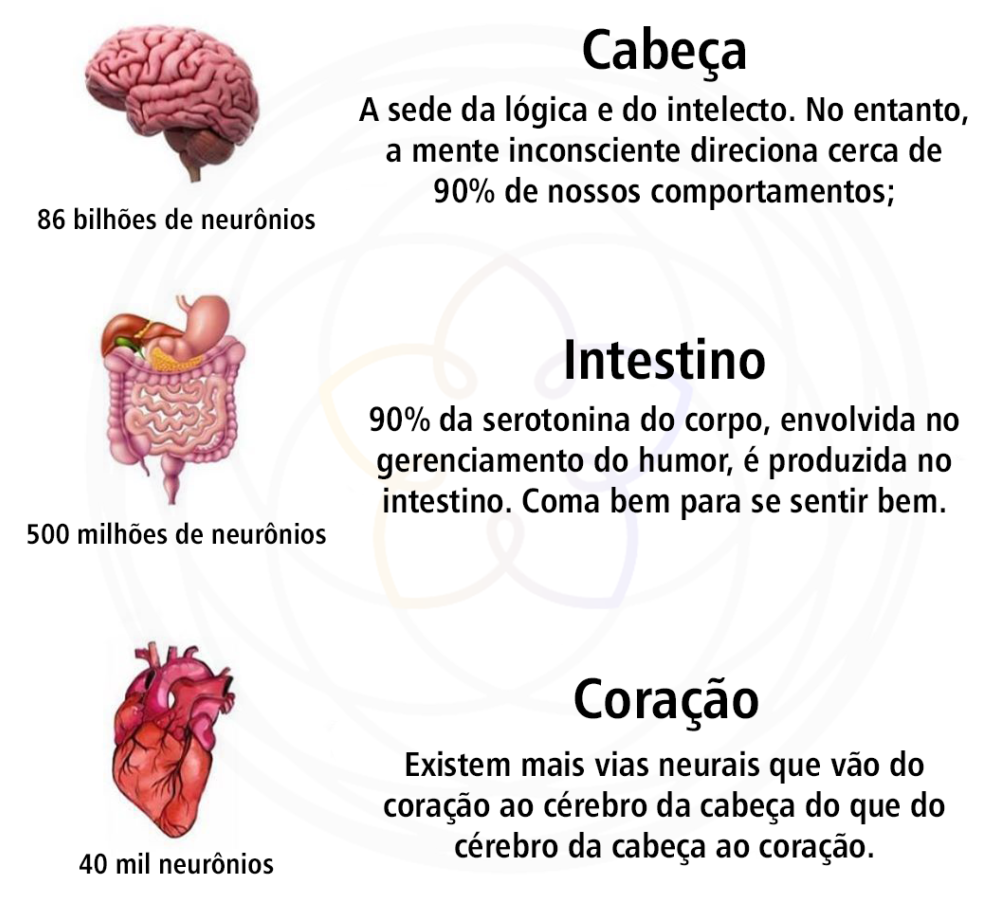 Cabeça
A sede da lógica e do intelecto. No entanto,
a mente inconsciente direciona cerca de
90% de nossos comportamentos;
86 bilhões de neurônios
Intestino
90% da serotonina do corpo, envolvida no
gerenciamento do humor, é produzida no
intestino. Coma bem para se sentir bem.
500 milhões de neurônios
Coração
Existem mais vias neurais que vão do
coração ao cérebro da cabeça do que do
cérebro da cabeça ao coração.
40 mil neurônios